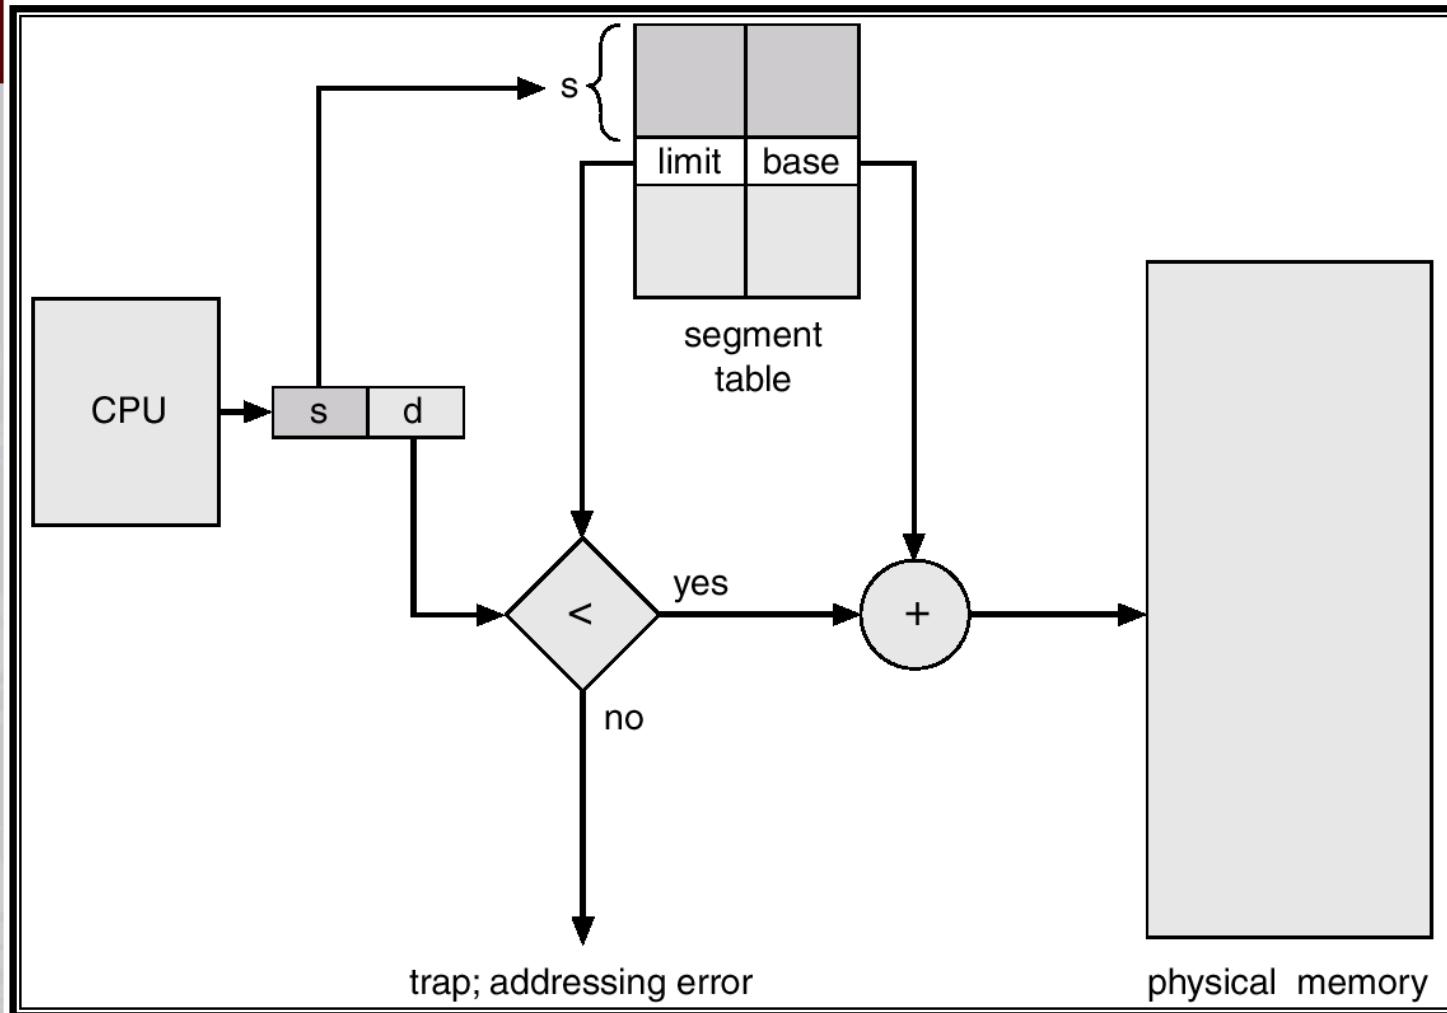 s
limit base
segment
table
CPU
s d
<
yes
+
no
trap; addressing error
physical memory